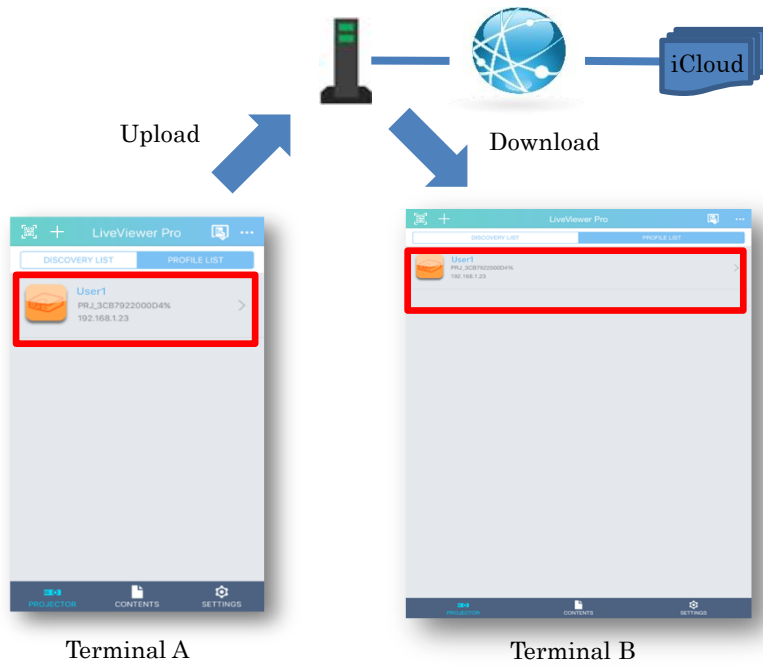 iCloud
Upload
Download
LiveViewer Pro
DISCOVERY LIST PROFILE LIST
User1
PRJ_3CB7922000D4%
192.168.1.23
PROJECTOR CONTENTS SETTINGS
Terminal A
LiveViewer Pro
DISCOVERY LIST PROFILE LIST
User1
PRJ_3CB7922000D4%
192.168.1.23
PROJECTOR CONTENTS SETTINGS
Terminal B